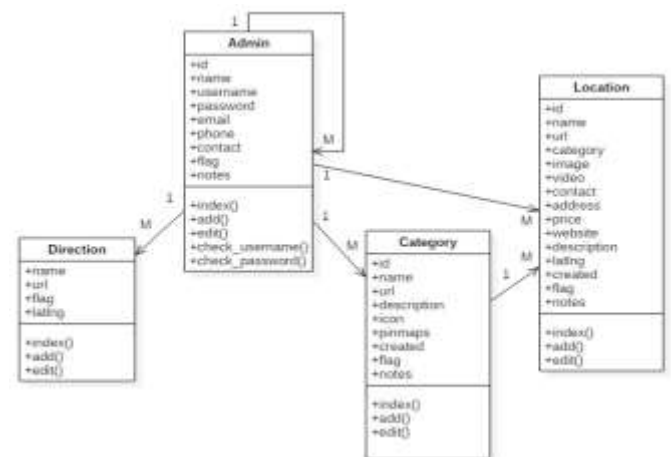 1
Admin
+id
+name
+username
+password
+email
+phone
+contact
+flag
+notes
M
1
+index()
+add()
+edit()
+check_username()
+check_password()
1
M
1
M
Direction
+name
+url
+flag
+latlng
+index()
+add()
+edit()
Category
+id
+name
+url
+description
+icon
+pinmaps
+created
+flag
+notes
+index()
+add()
+edit()
1
M
M
Location
+id
+name
+url
+category
+image
+video
+contact
+address
+price
+website
+description
+latlng
+created
+flag
+notes
+index()
+add()
+edit()